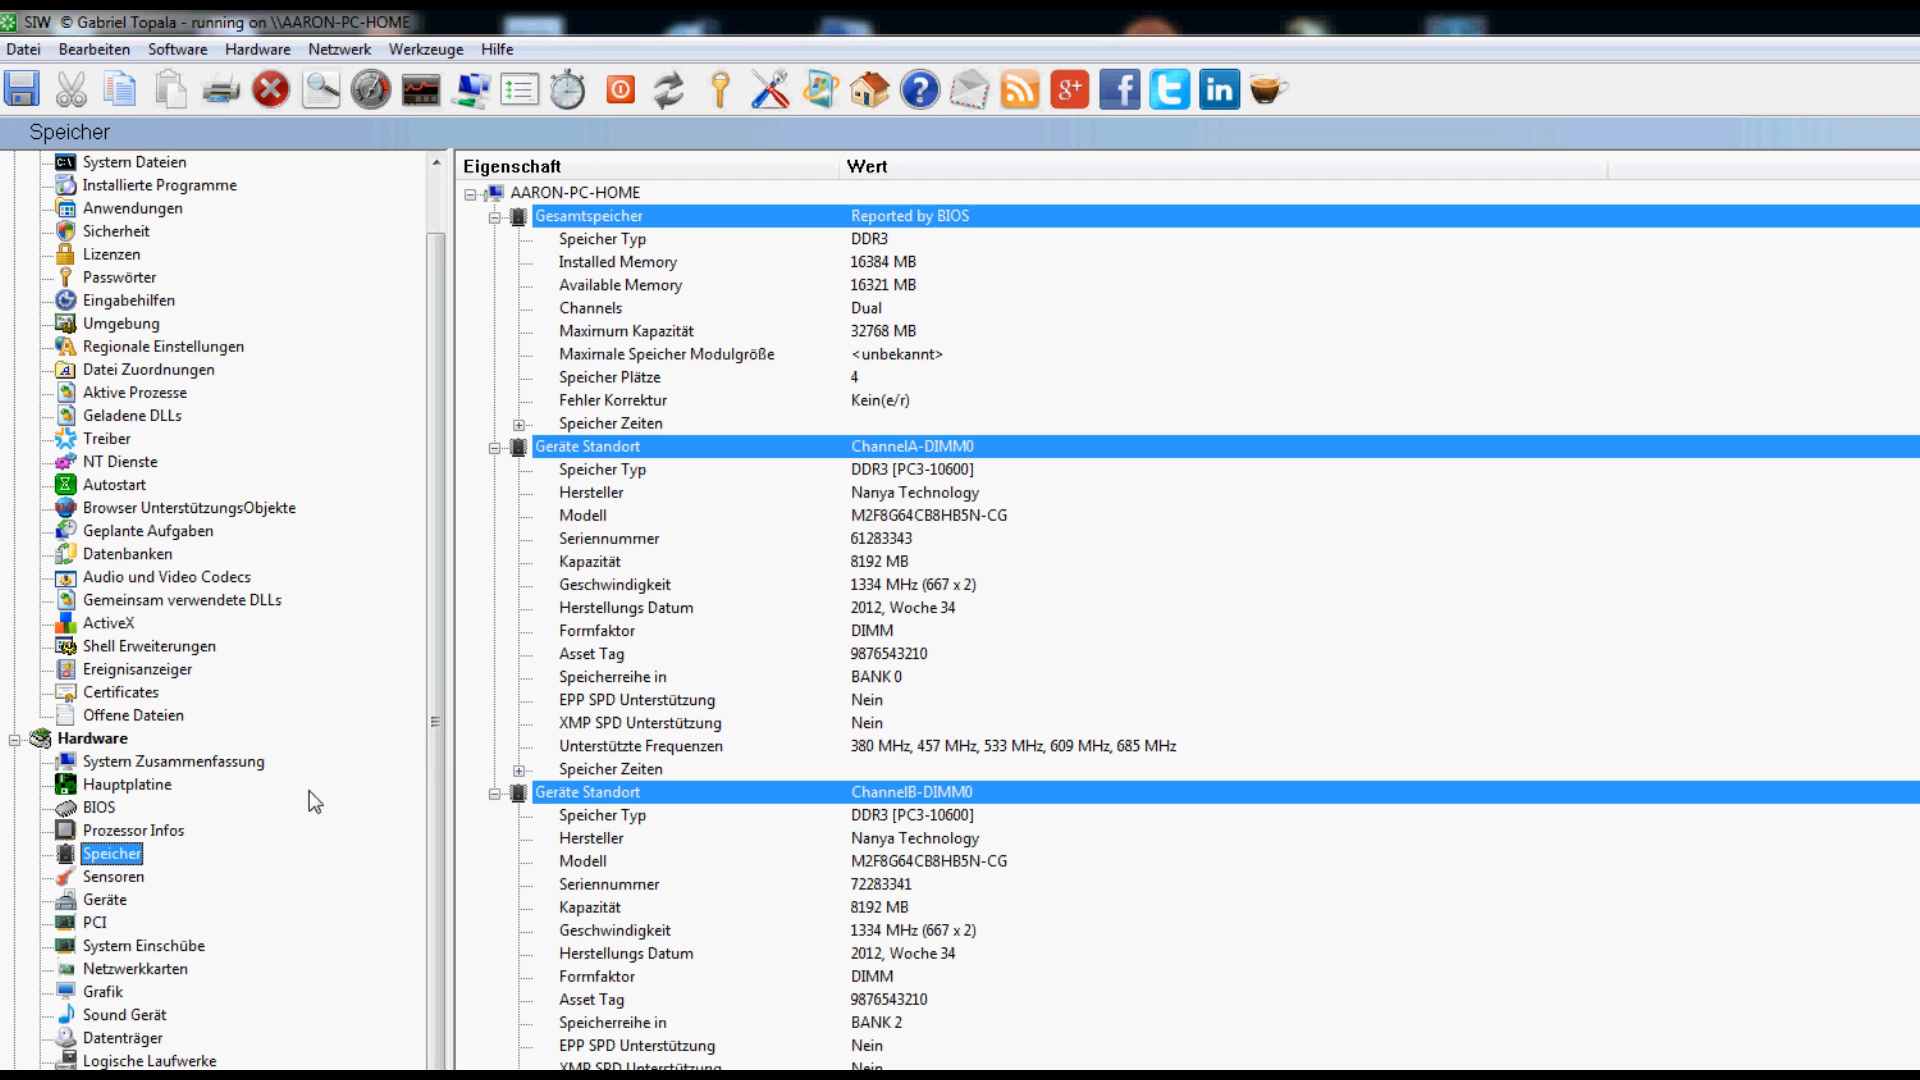 SIW © Gabriel Topala - running on \\AARON-PC-HOME
Datei Bearbeiten Software Hardware Netzwerk Werkzeuge Hilfe
Speicher
System Dateien
Installierte Programme
Anwendungen
Sicherheit
Lizenzen
Passwörter
Eingabehilfen
Umgebung
Regionale Einstellungen
Datei Zuordnungen
Aktive Prozesse
Geladene DLLs
Treiber
NT Dienste
Autostart
Browser UnterstützungsObjekte
Geplante Aufgaben
Datenbanken
Audio und Video Codecs
Gemeinsam verwendete DLLs
ActiveX
Shell Erweiterungen
Ereignisanzeiger
Certificates
Offene Dateien
Hardware
System Zusammenfassung
Hauptplatine
BIOS
Prozessor Infos
Speicher
Sensoren
Geräte
PCI
System Einschübe
Netzwerkkarten
Grafik
Sound Gerät
Datenträger
Logische Laufwerke
Eigenschaft Wert
AARON-PC-HOME
Gesamtspeicher Reported by BIOS
Speicher Typ DDR3
Installed Memory 16384 MB
Available Memory 16321 MB
Channels Dual
Maximum Kapazität 32768 MB
Maximale Speicher Modulgröße <unbekannt>
Speicher Plätze 4
Fehler Korrektur Kein(e/r)
Speicher Zeiten
Geräte Standort ChannelA-DIMM0
Speicher Typ DDR3 [PC3-10600]
Hersteller Nanya Technology
Modell M2F8G64CB8HB5N-CG
Seriennummer 61283343
Kapazität 8192 MB
Geschwindigkeit 1334 MHz (667 x 2)
Herstellungs Datum 2012, Woche 34
Formfaktor DIMM
Asset Tag 9876543210
Speicherreihe in BANK 0
EPP SPD Unterstützung Nein
XMP SPD Unterstützung Nein
Unterstützte Frequenzen 380 MHz, 457 MHz, 533 MHz, 609 MHz, 685 MHz
Speicher Zeiten
Geräte Standort ChannelB-DIMM0
Speicher Typ DDR3 [PC3-10600]
Hersteller Nanya Technology
Modell M2F8G64CB8HB5N-CG
Seriennummer 72283341
Kapazität 8192 MB
Geschwindigkeit 1334 MHz (667 x 2)
Herstellungs Datum 2012, Woche 34
Formfaktor DIMM
Asset Tag 9876543210
Speicherreihe in BANK 2
EPP SPD Unterstützung Nein
XMP SPD Unterstützung Nein